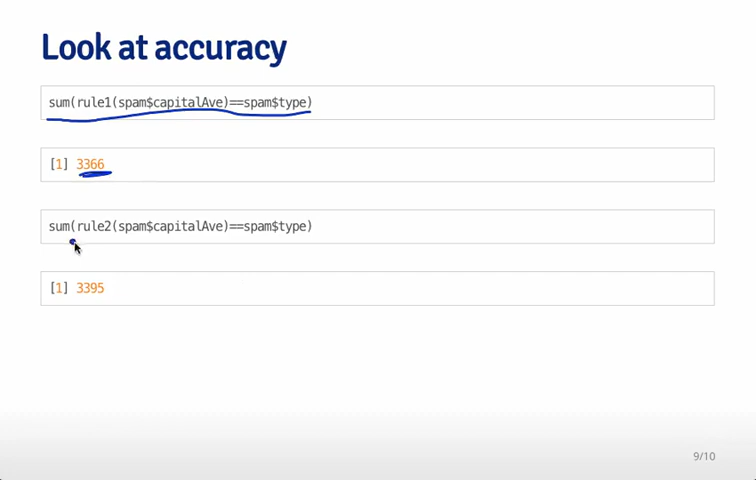 Look at accuracy
sum(rule1(spam$capitalAve)==spam$type)
[1] 3366
sum(rule2(spam$capitalAve)==spam$type)
[1] 3395
9/10